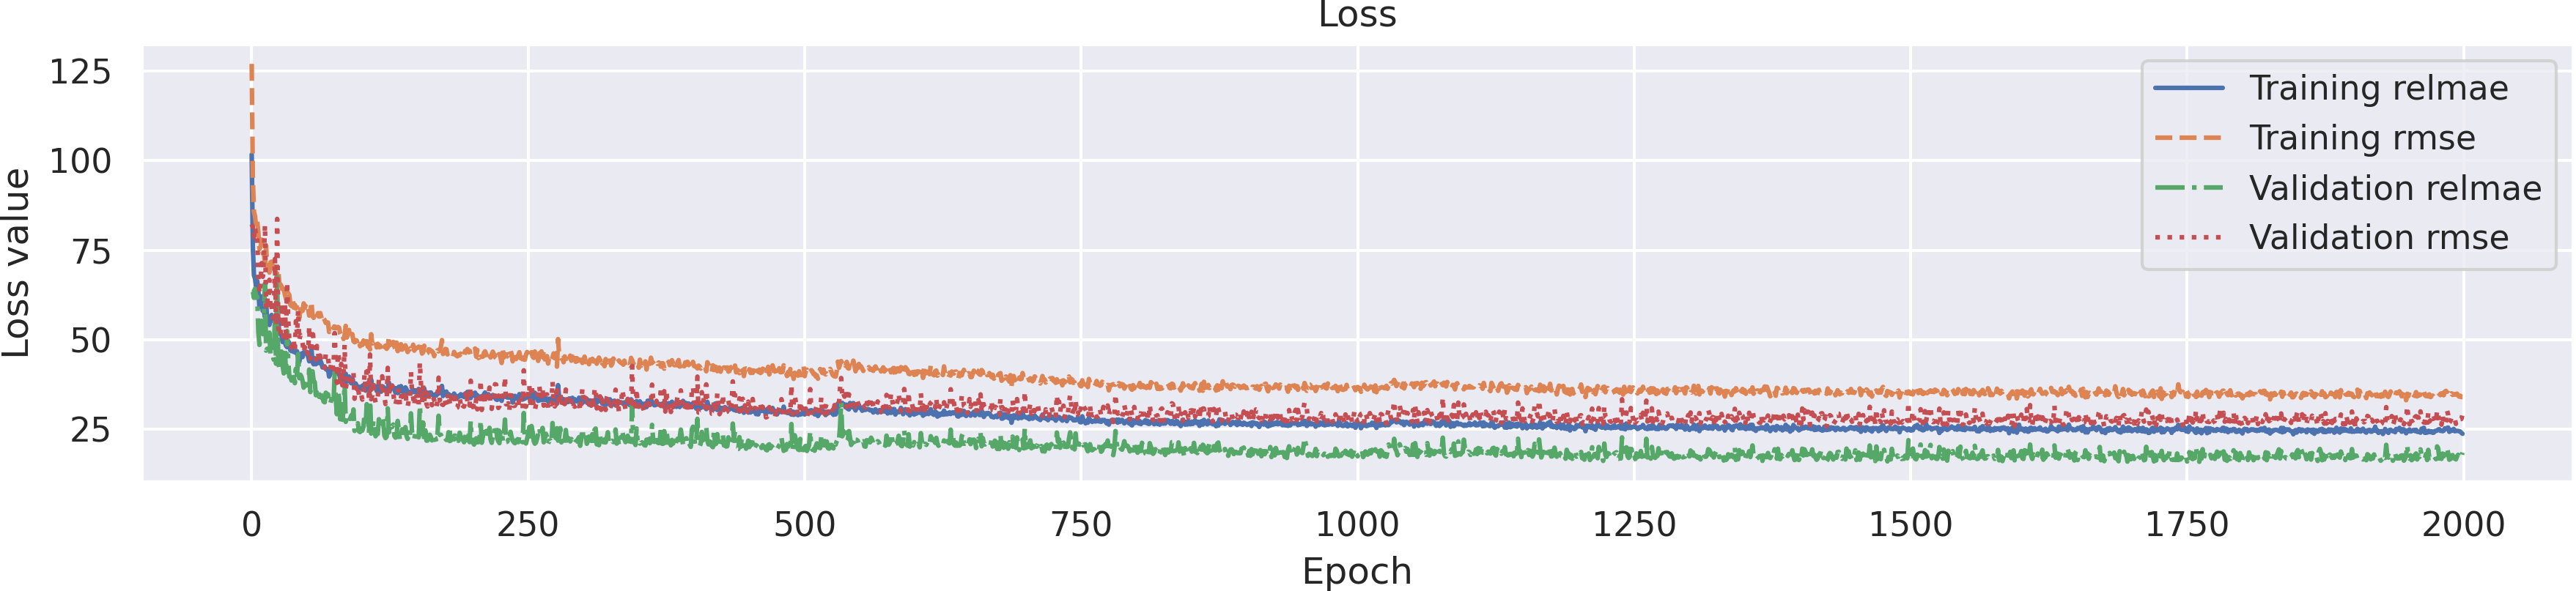 Loss
125
100
75
50
25
Loss value
Training relmae
Training rmse
Validation relmae
Validation rmse
0 250 500 750 1000 1250 1500 1750 2000
Epoch